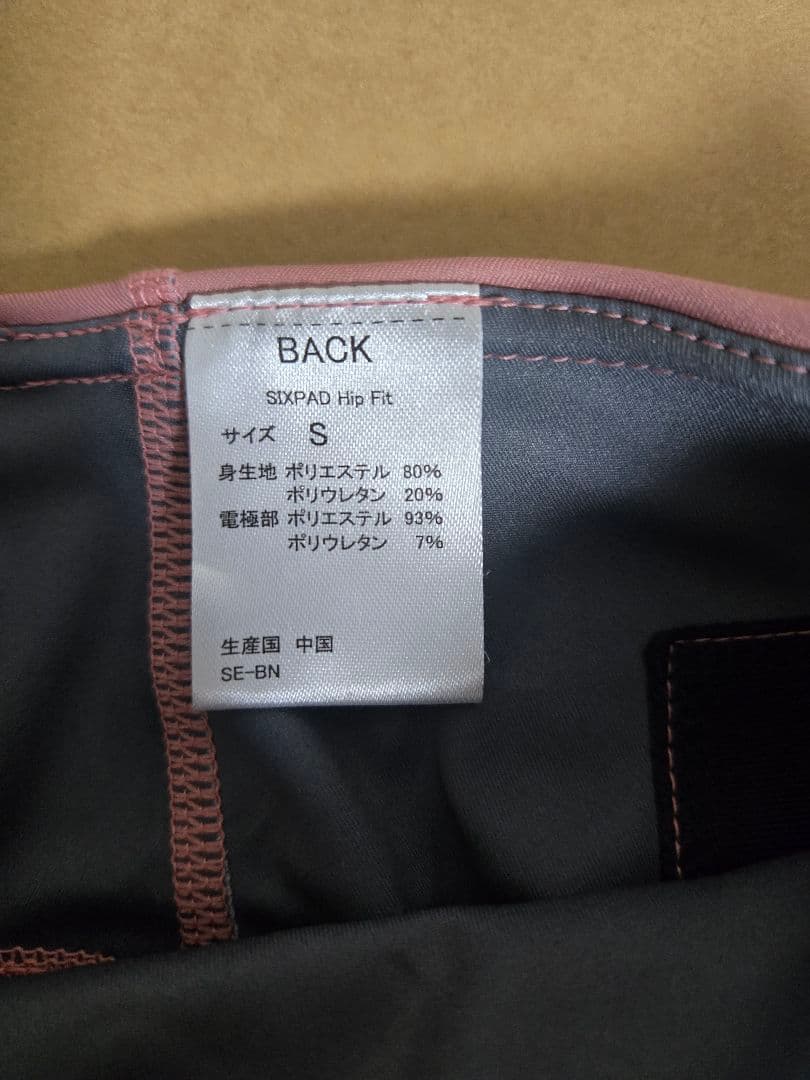 BACK
SIXPAD Hip Fit
サイズ S
身生地 ポリエステル 80%
ポリウレタン 20%
電極部 ポリエステル 93%
ポリウレタン 7%
生産国 中国
SE-BN